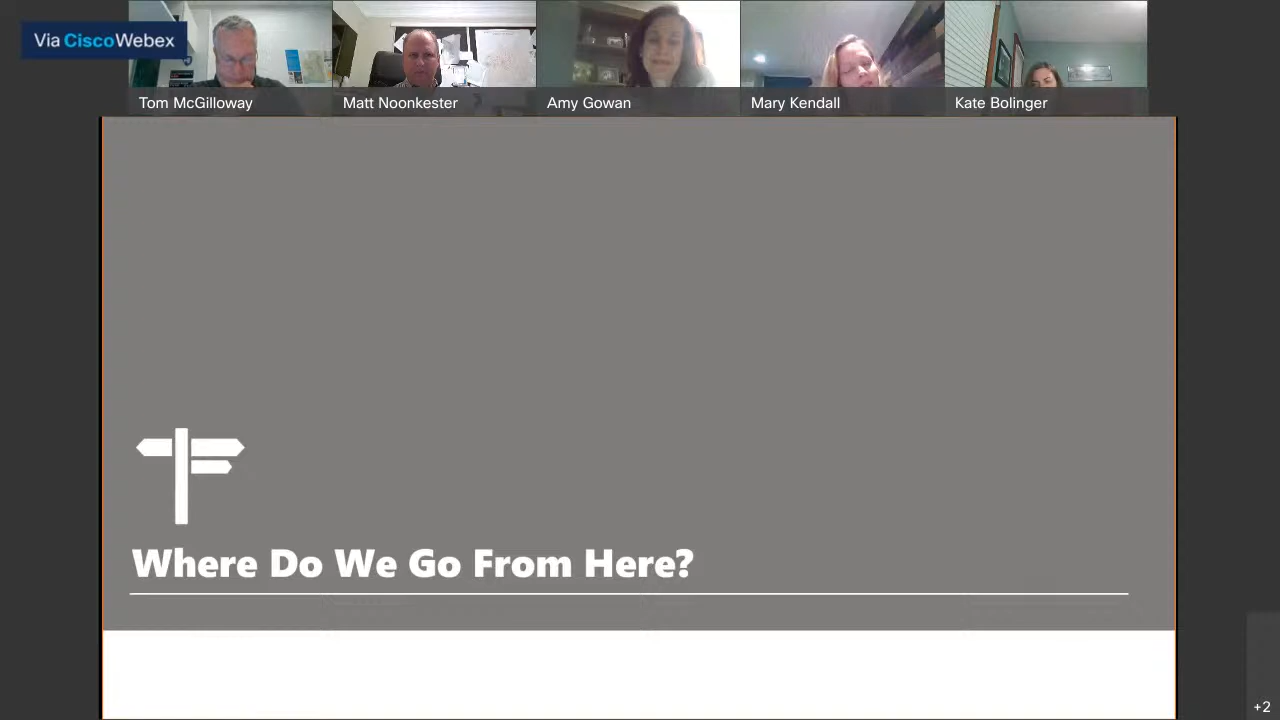 Via CiscoWebex
Tom McGilloway
Matt Noonkester
Amy Gowan
Mary Kendall
Kate Bolinger
Where Do We Go From Here?
+2